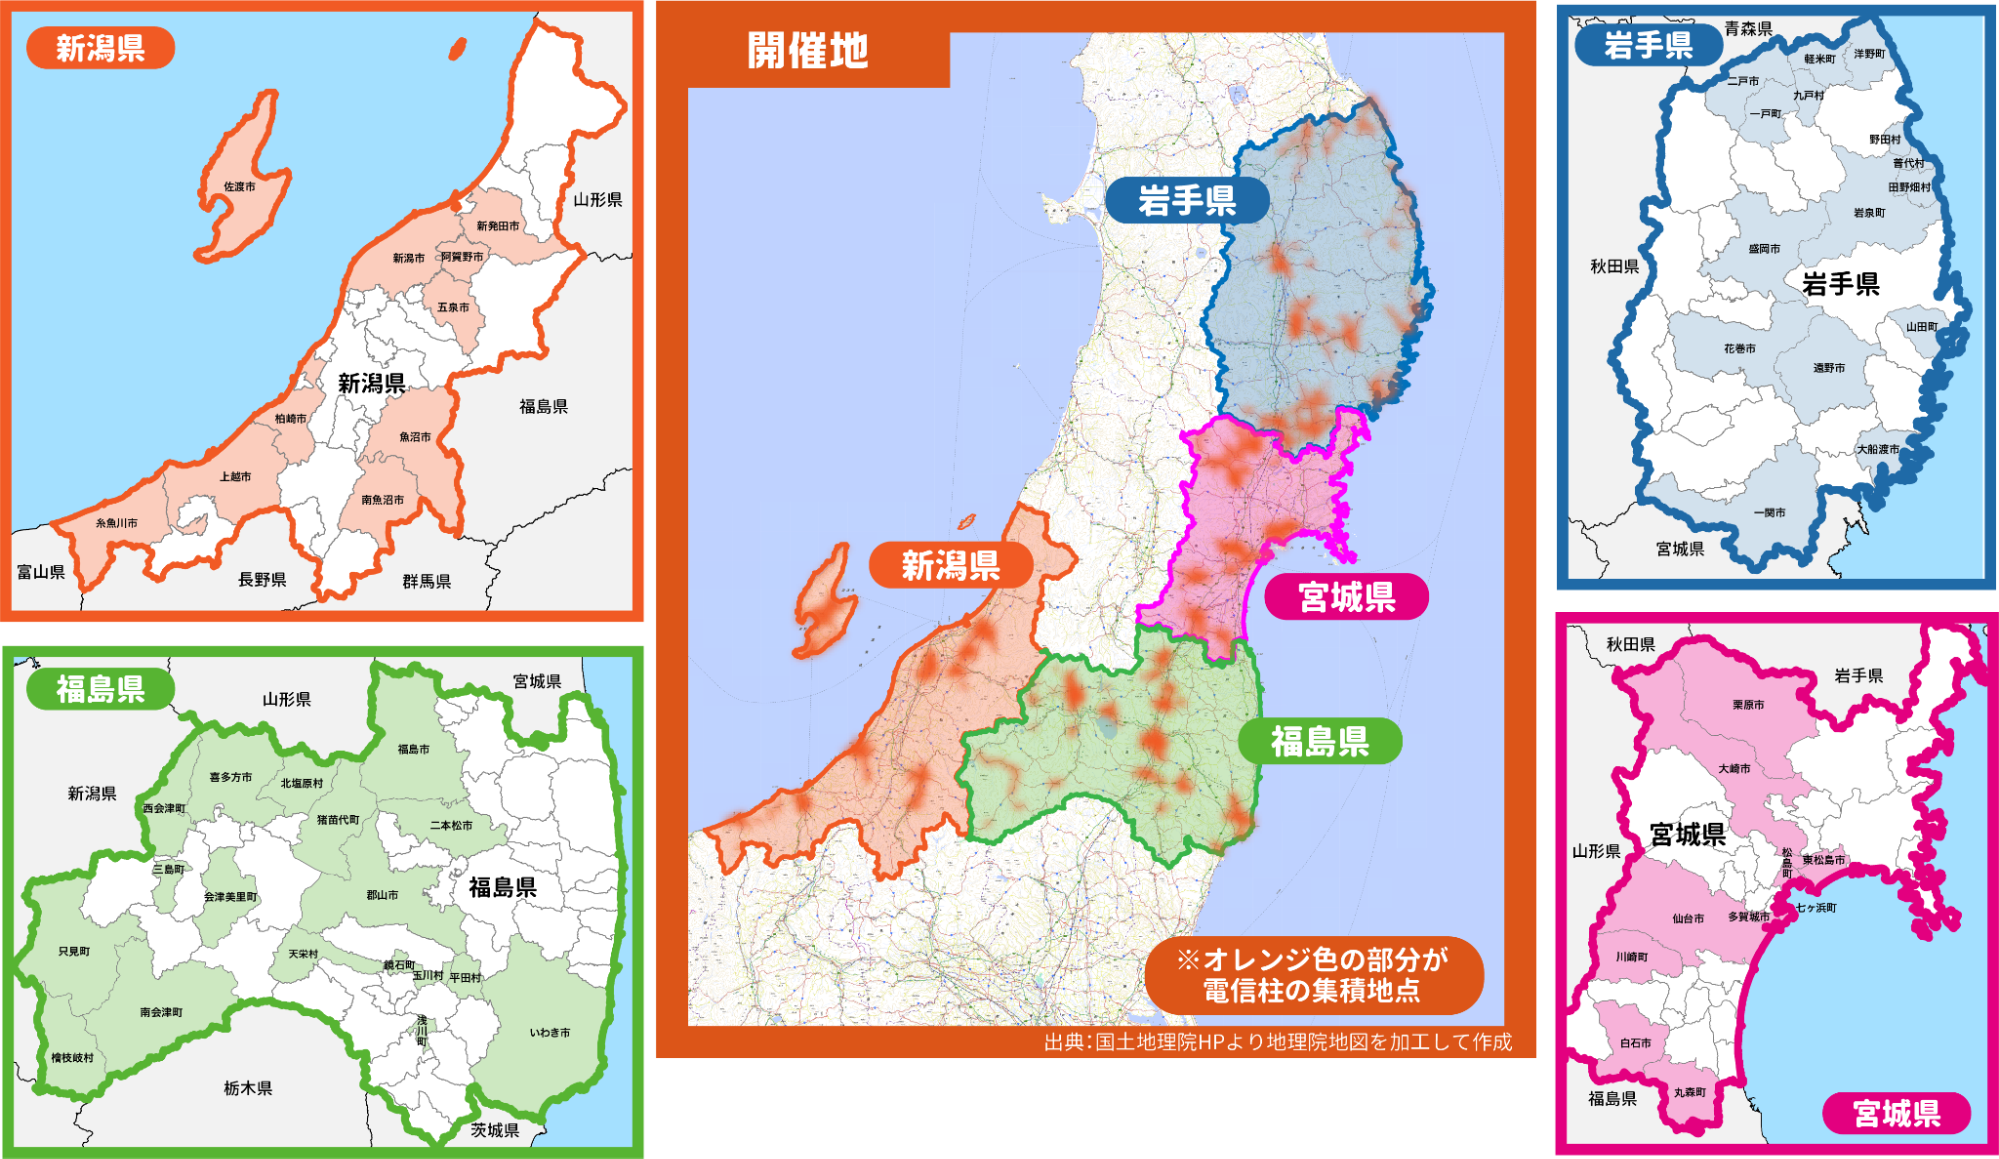 新潟県
佐渡市
山形県
新発田市
新潟市
阿賀野市
五泉市
新潟県
福島県
柏崎市
魚沼市
上越市
南魚沼市
糸魚川市
富山県
長野県
群馬県
福島県
山形県
宮城県
新潟県
福島市
喜多方市
北塩原村
西会津町
猪苗代町
二本松市
三島町
会津美里町
郡山市
福島県
只見町
天栄村
鏡石町
玉川村
平田村
南会津町
浅川町
いわき市
檜枝岐村
栃木県
茨城県
開催地
岩手県
新潟県
宮城県
福島県
※オレンジ色の部分が
電信柱の集積地点
出典：国土地理院HPより地理院地図を加工して作成
岩手県
青森県
洋野町
軽米町
二戸市
九戸村
一戸町
野田村
普代村
田野畑村
岩泉町
盛岡市
秋田県
岩手県
山田町
花巻市
遠野市
大船渡市
一関市
宮城県
秋田県
岩手県
栗原市
大崎市
宮城県
山形県
松島町
東松島市
七ヶ浜町
仙台市
多賀城市
川崎町
白石市
丸森町
福島県
宮城県